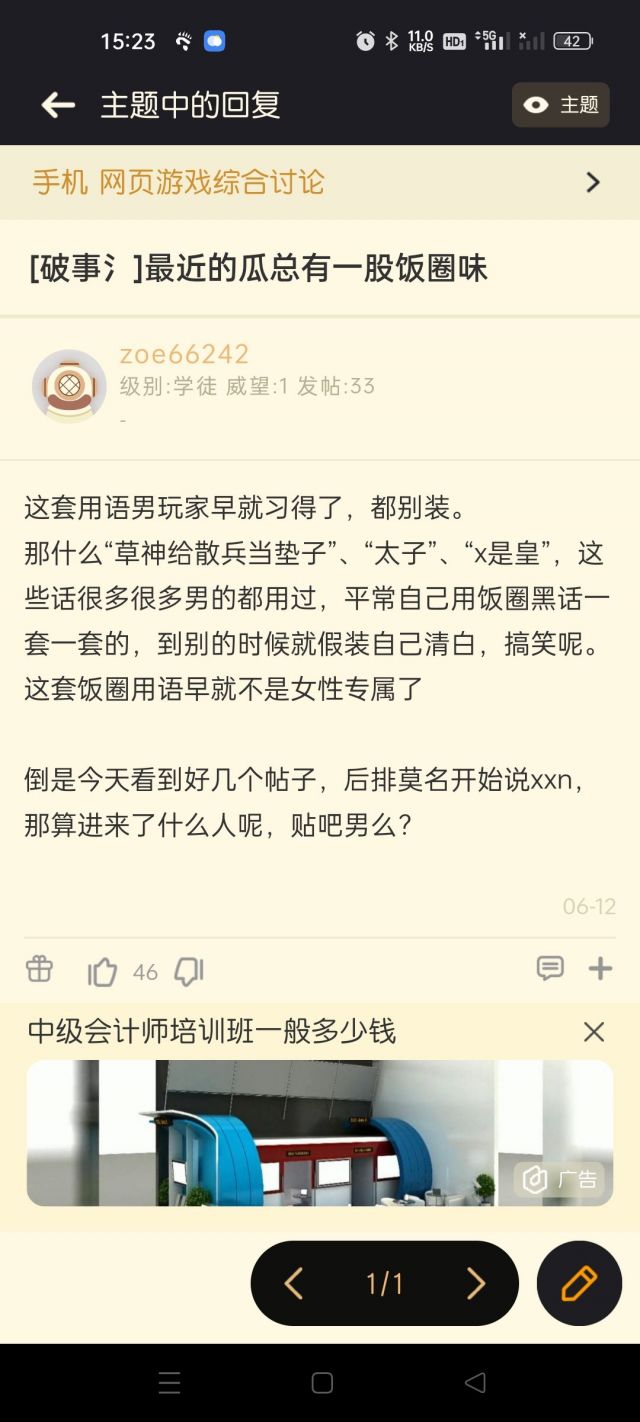 15:23
11.0
KB/S
HD1
5G
42
主题中的回复
主题
手机 网页游戏综合讨论
[破事氵]最近的瓜总有一股饭圈味
zoe66242
级别:学徒 威望:1 发帖:33
-
这套用语男玩家早就习得了，都别装。
那什么“草神给散兵当垫子”、“太子”、“x是皇”，这
些话很多很多男的都用过，平常自己用饭圈黑话一
套一套的，到别的时候就假装自己清白，搞笑呢。
这套饭圈用语早就不是女性专属了
倒是今天看到好几个帖子，后排莫名开始说xxn，
那算进来了什么人呢，贴吧男么？
06-12
46
中级会计师培训班一般多少钱
广告
1/1